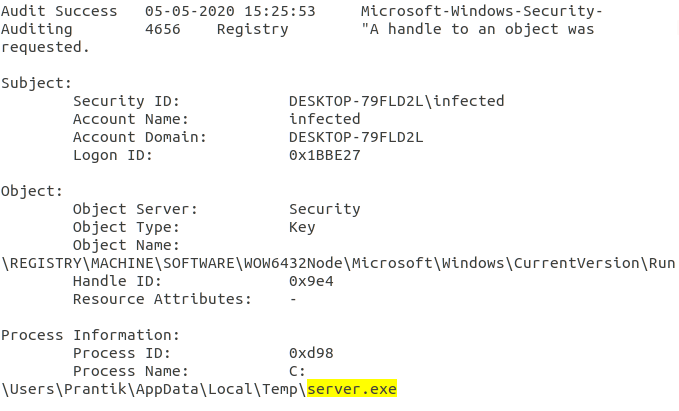 Audit Success   05-05-2020 15:25:53     Microsoft-Windows-Security-
Auditing        4656    Registry        "A handle to an object was
requested.
Subject:
        Security ID:            DESKTOP-79FLD2L\infected
        Account Name:           infected
        Account Domain:         DESKTOP-79FLD2L
        Logon ID:               0x1BBE27
Object:
        Object Server:          Security
        Object Type:            Key
        Object Name:
\REGISTRY\MACHINE\SOFTWARE\WOW6432Node\Microsoft\Windows\CurrentVersion\Run
        Handle ID:              0x9e4
        Resource Attributes:    -
Process Information:
        Process ID:             0xd98
        Process Name:           C:
\Users\Prantik\AppData\Local\Temp\server.exe